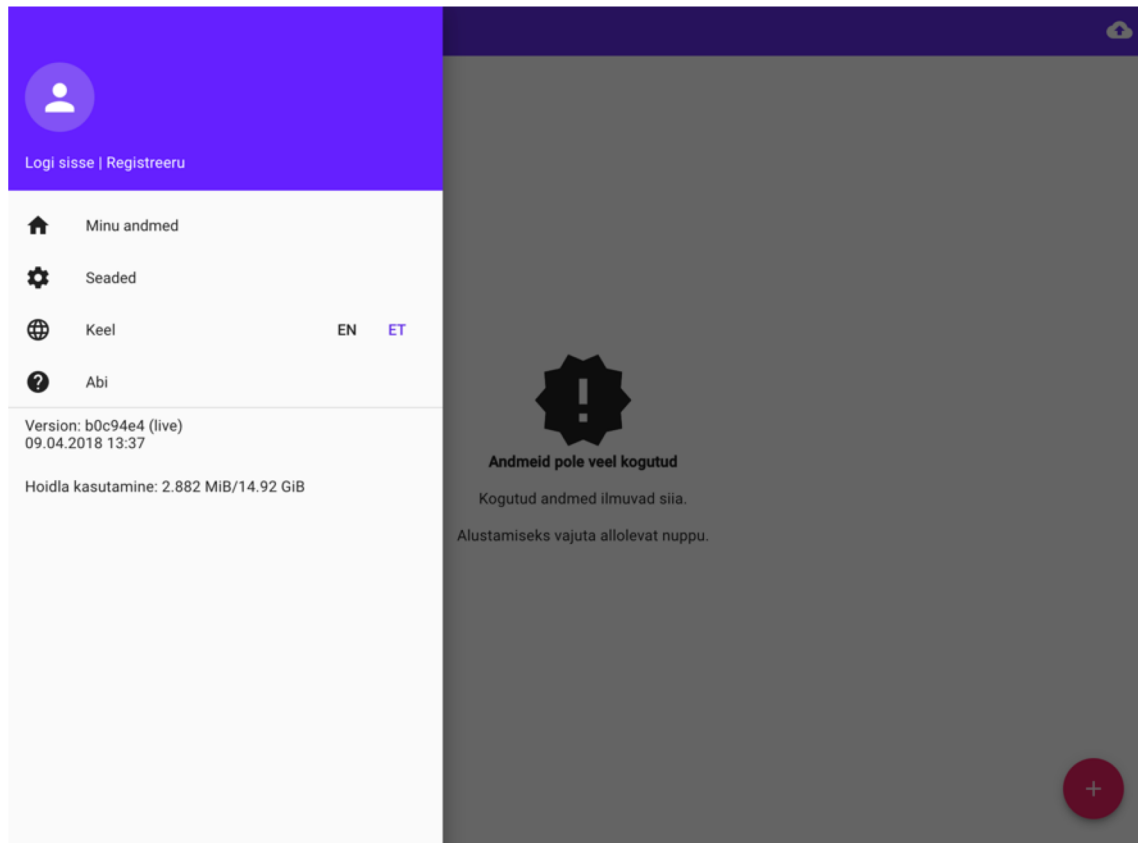 Logi sisse | Registreeru
Minu andmed
Seaded
Keel EN ET
Abi
Version: b0c94e4 (live)
09.04.2018 13:37
Hoidla kasutamine: 2.882 MiB/14.92 GiB
Andmeid pole veel kogutud
Kogutud andmed ilmuvad siia.
Alustamiseks vajuta allolevat nuppu.